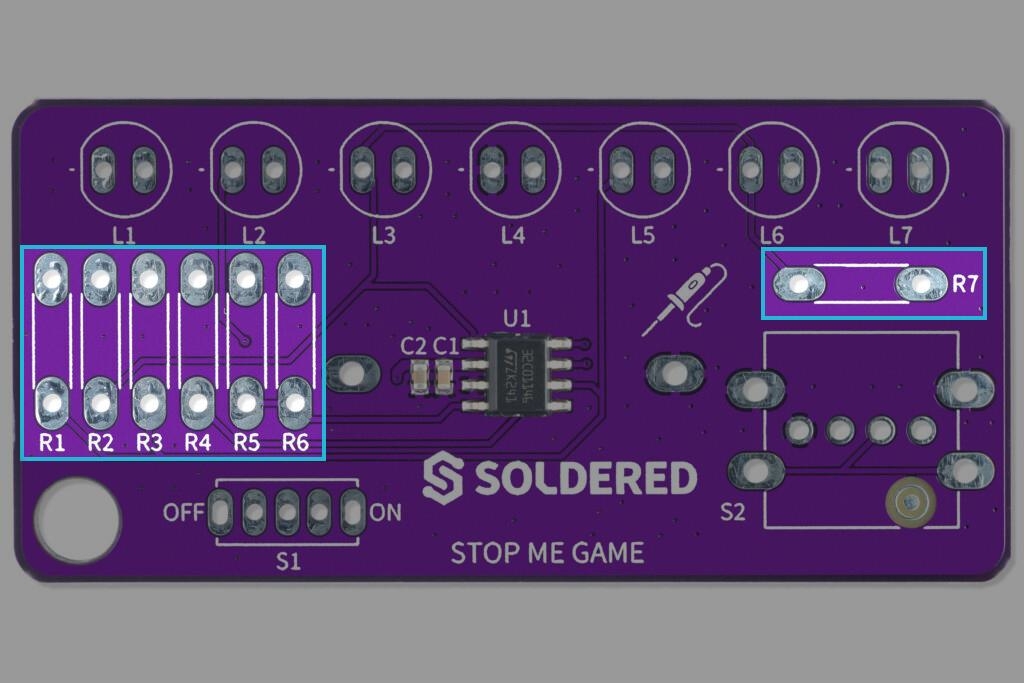 L1 L2 L3 L4 L5 L6 L7
R7
U1
C2 C1
R1 R2 R3 R4 R5 R6
SOLDERED
OFF ON
S2
S1
STOP ME GAME